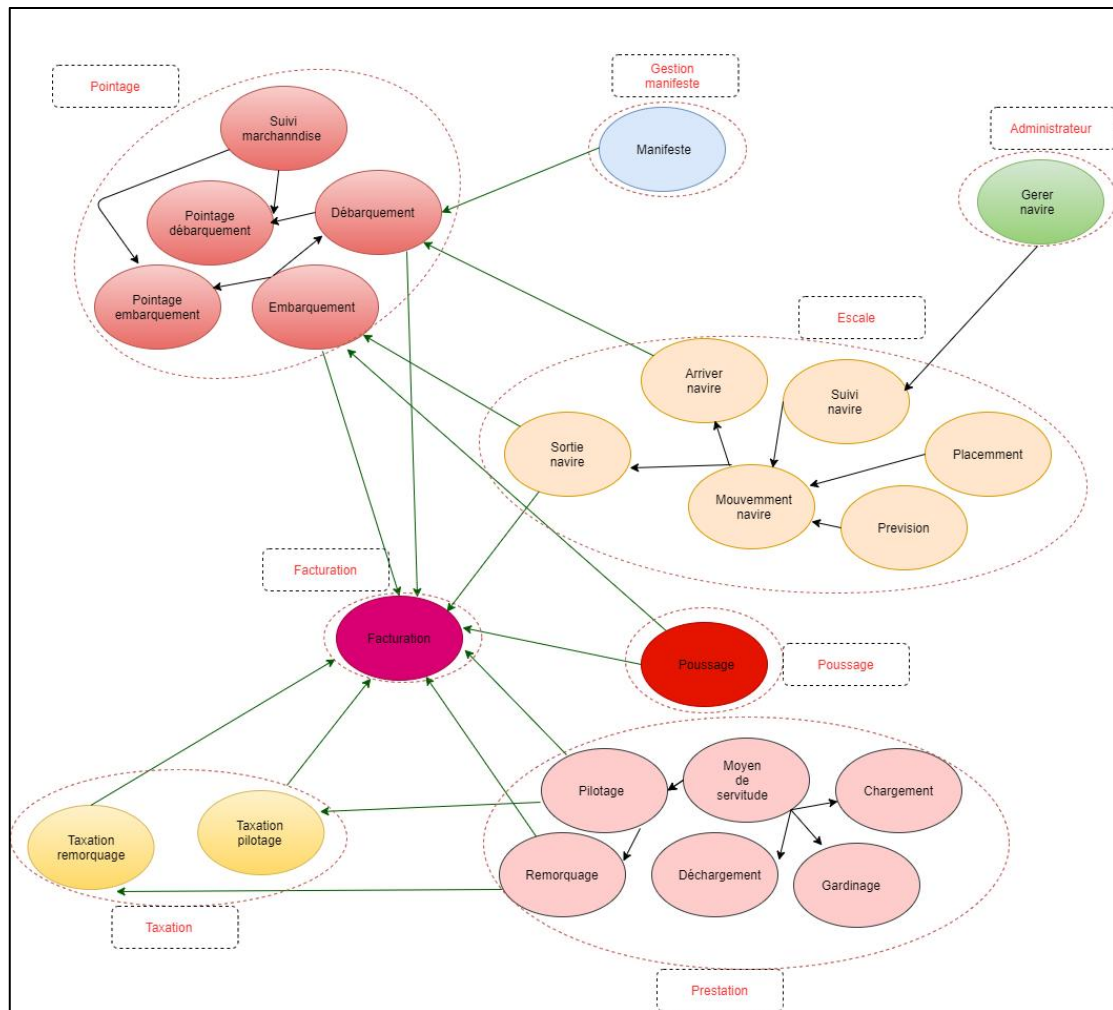 Gestion
manifeste
Pointage
Suivi
marchanndise
Manifeste
Administrateur
Gerer
navire
Pointage
débarquement
Débarquement
Pointage
embarquement
Embarquement
Escale
Arriver
navire
Suivi
navire
Sortie
navire
Placemment
Mouvemment
navire
Prevision
Facturation
Facturation
Poussage
Poussage
Pilotage
Moyen
de
servitude
Chargement
Taxation
remorquage
Taxation
pilotage
Remorquage
Dèchargement
Gardinage
Taxation
Prestation